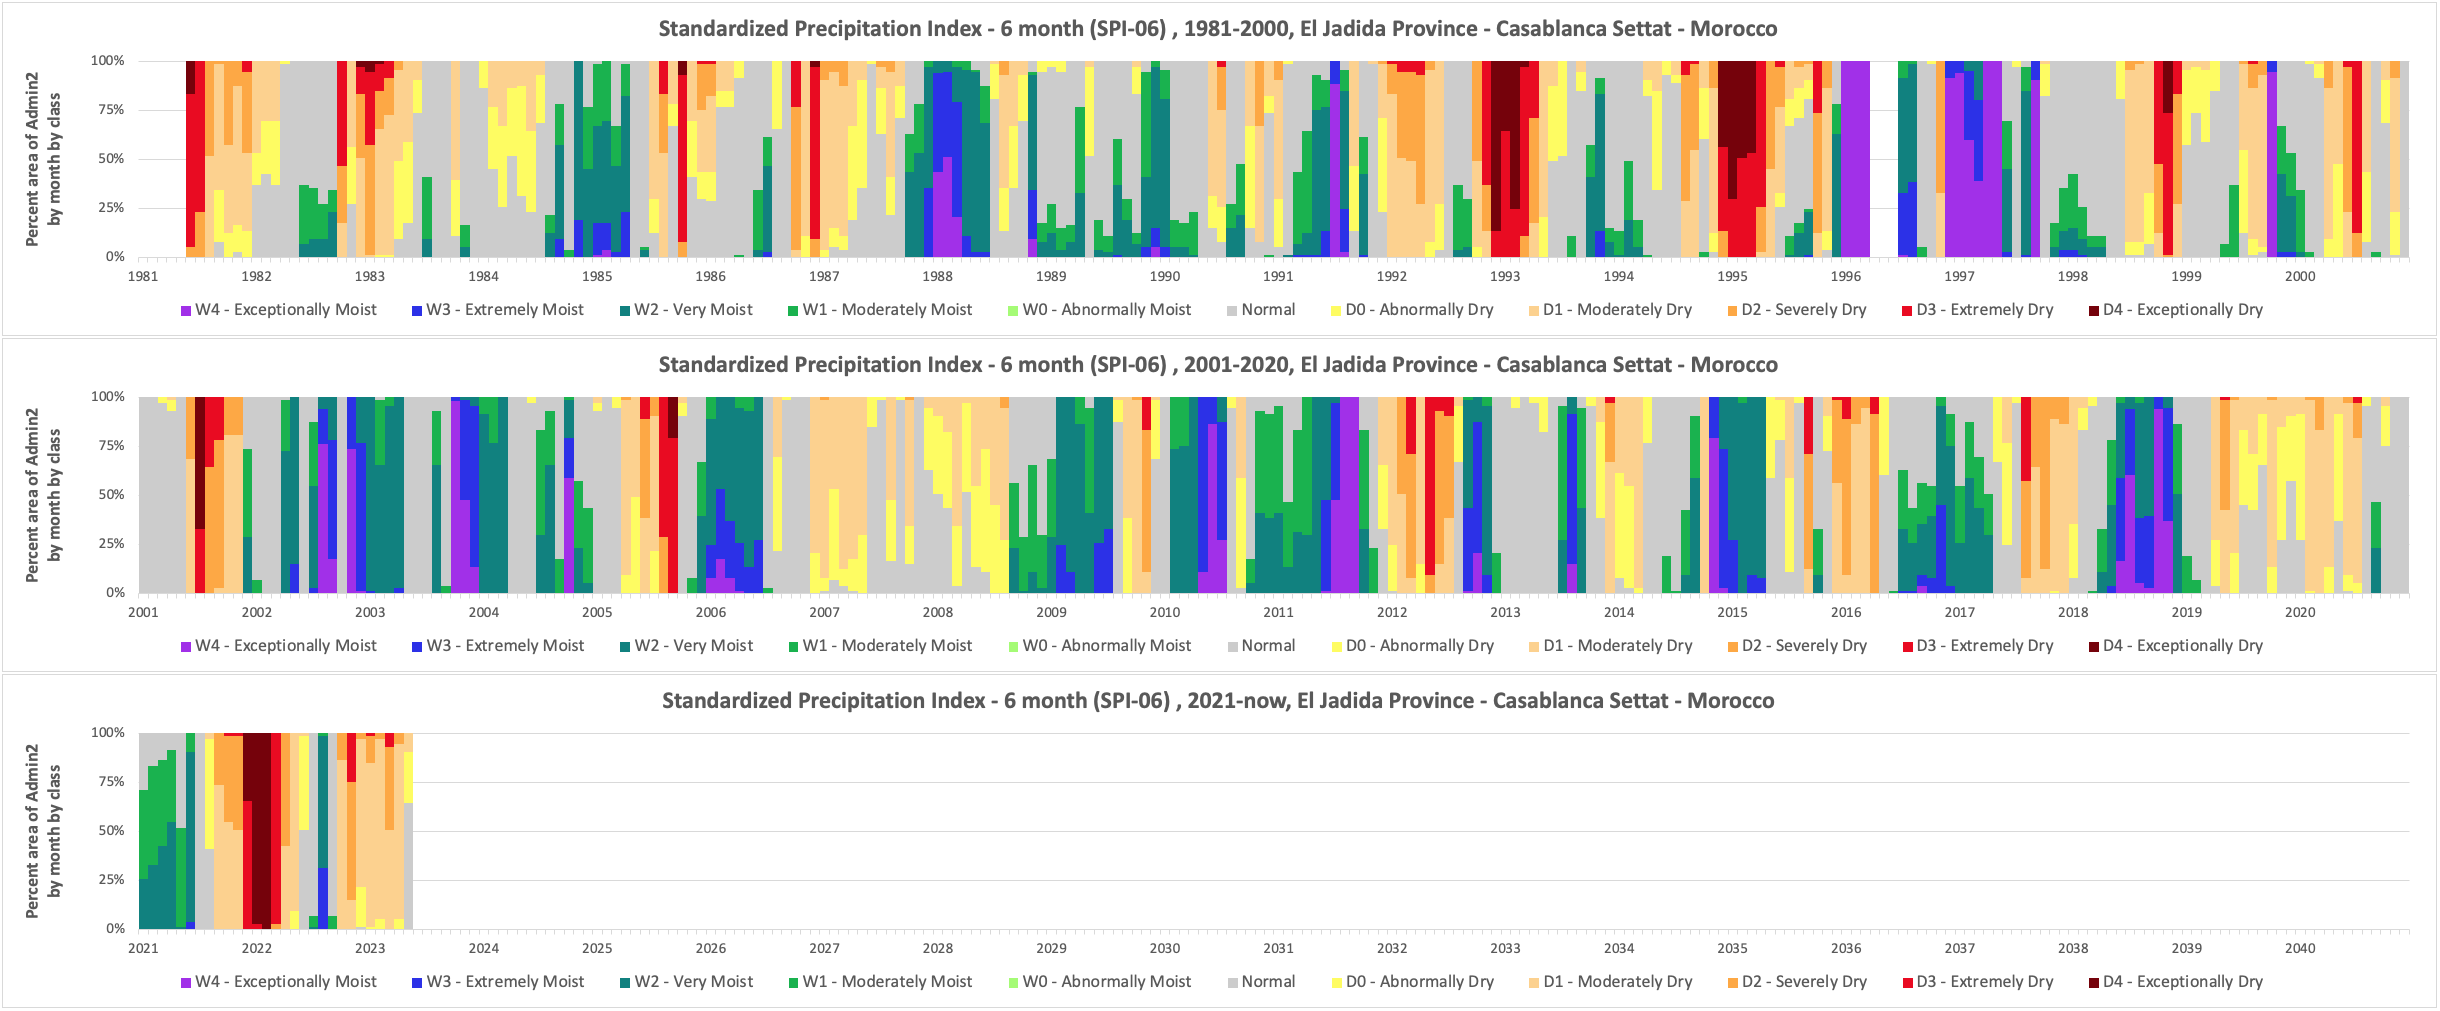 Standardized Precipitation Index - 6 month (SPI-06) , 1981-2000, El Jadida Province - Casablanca Settat - Morocco
Percent area of Admin2
by month by class
100%
75%
50%
25%
0%
1981 1982 1983 1984 1985 1986 1987 1988 1989 1990 1991 1992 1993 1994 1995 1996 1997 1998 1999 2000
W4 - Exceptionally Moist W3 - Extremely Moist W2 - Very Moist W1 - Moderately Moist W0 - Abnormally Moist Normal D0 - Abnormally Dry D1 - Moderately Dry D2 - Severely Dry D3 - Extremely Dry D4 - Exceptionally Dry
Standardized Precipitation Index - 6 month (SPI-06) , 2001-2020, El Jadida Province - Casablanca Settat - Morocco
Percent area of Admin2
by month by class
100%
75%
50%
25%
0%
2001 2002 2003 2004 2005 2006 2007 2008 2009 2010 2011 2012 2013 2014 2015 2016 2017 2018 2019 2020
W4 - Exceptionally Moist W3 - Extremely Moist W2 - Very Moist W1 - Moderately Moist W0 - Abnormally Moist Normal D0 - Abnormally Dry D1 - Moderately Dry D2 - Severely Dry D3 - Extremely Dry D4 - Exceptionally Dry
Standardized Precipitation Index - 6 month (SPI-06) , 2021-now, El Jadida Province - Casablanca Settat - Morocco
Percent area of Admin2
by month by class
100%
75%
50%
25%
0%
2021 2022 2023 2024 2025 2026 2027 2028 2029 2030 2031 2032 2033 2034 2035 2036 2037 2038 2039 2040
W4 - Exceptionally Moist W3 - Extremely Moist W2 - Very Moist W1 - Moderately Moist W0 - Abnormally Moist Normal D0 - Abnormally Dry D1 - Moderately Dry D2 - Severely Dry D3 - Extremely Dry D4 - Exceptionally Dry